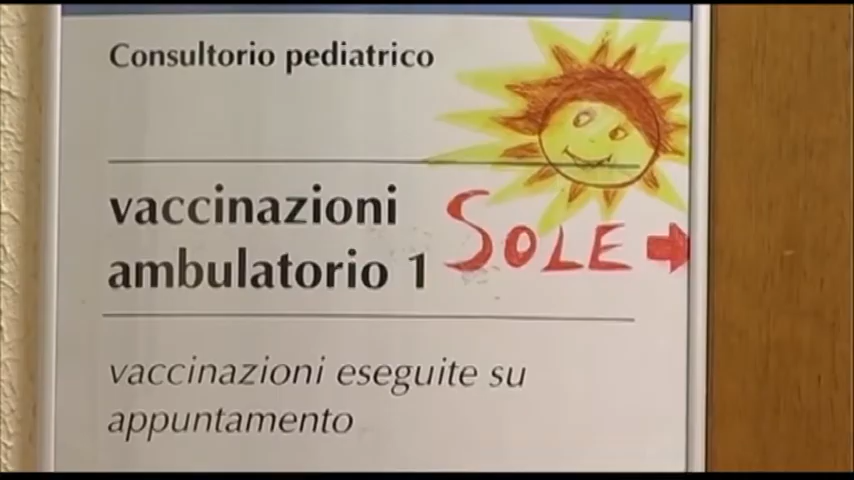 Consultorio pediatrico
vaccinazioni
ambulatorio 1
SOLE
vaccinazioni eseguite su
appuntamento